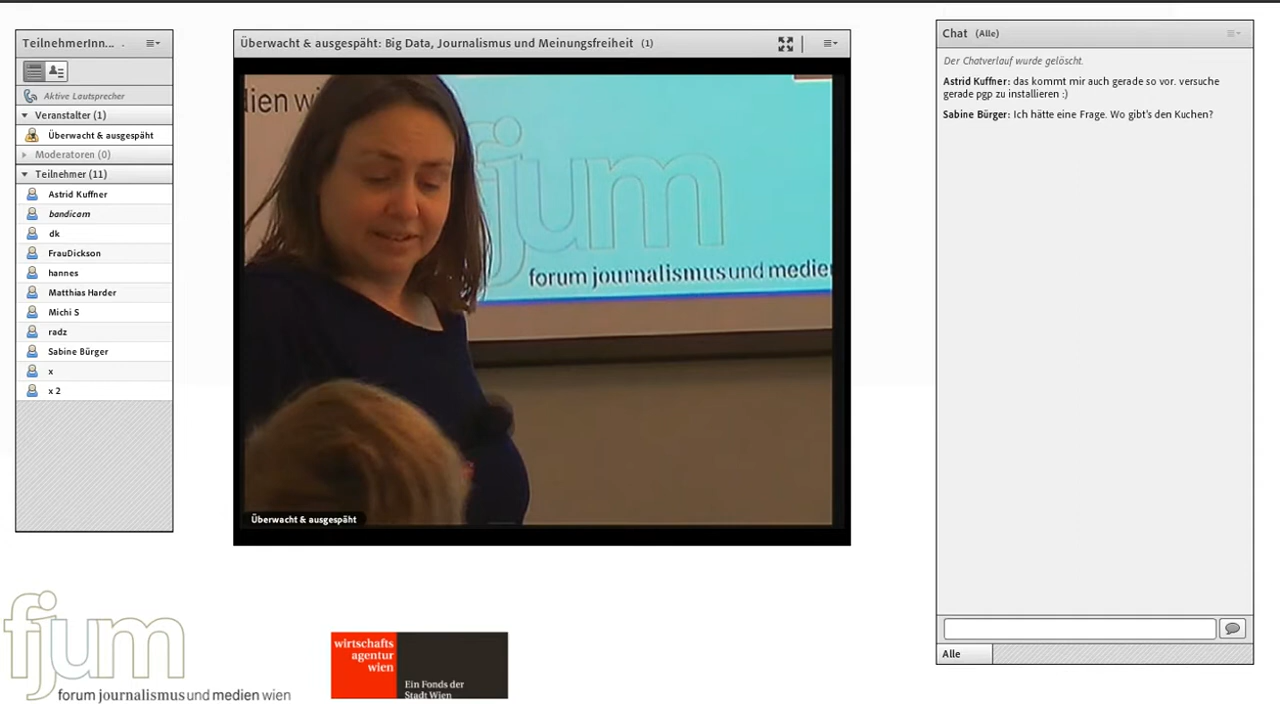 TeilnehmerInn... .
Aktive Lautsprecher
Veranstalter (1)
Überwacht & ausgespäht
Moderatoren (0)
Teilnehmer (11)
Astrid Kuffner
bandicam
dk
FrauDickson
hannes
Matthias Harder
Michi S
radz
Sabine Bürger
x
x 2
Überwacht & ausgespäht: Big Data, Journalismus und Meinungsfreiheit (1)
dien wi
fjum
forum journalismus und medien
Überwacht & ausgespäht
Chat (Alle)
Der Chatverlauf wurde gelöscht.
Astrid Kuffner: das kommt mir auch gerade so vor. versuche
gerade pgp zu installieren :)
Sabine Bürger: Ich hätte eine Frage. Wo gibt's den Kuchen?
Alle
fjum
forum journalismus und medien wien
wirtschafts
agentur
wien
Ein Fonds der
Stadt Wien